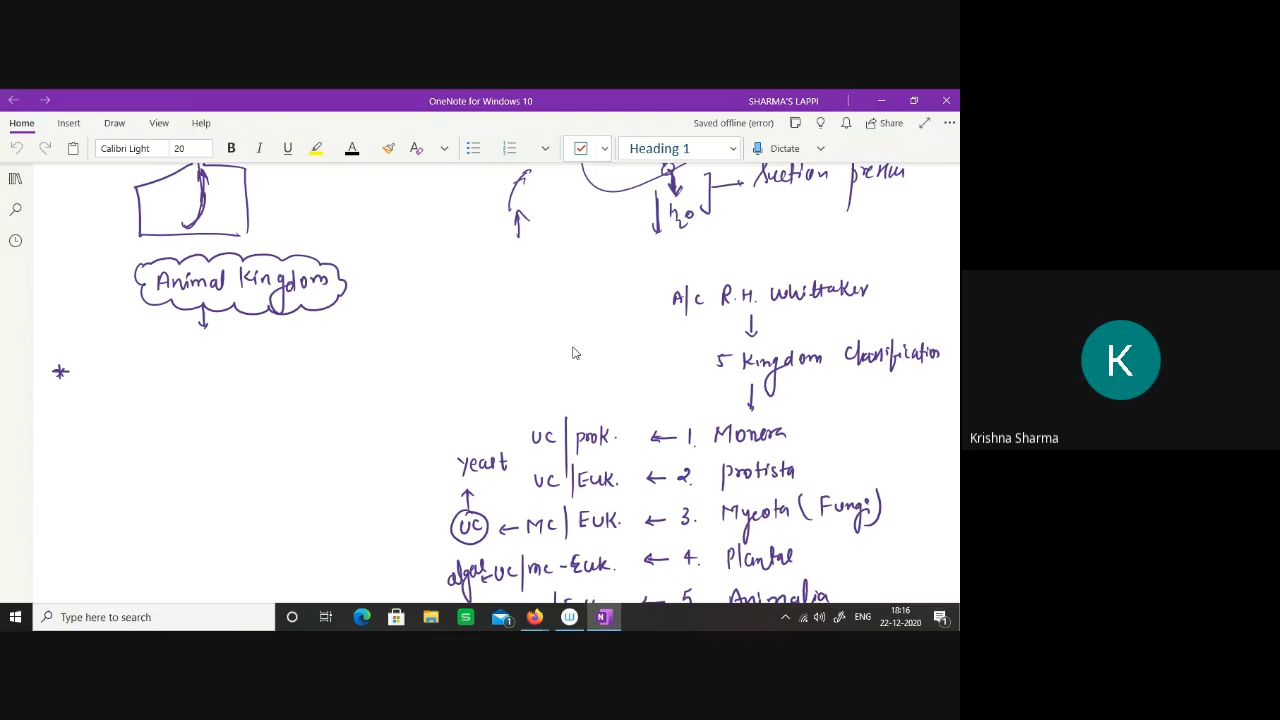 OneNote for Windows 10
SHARMA'S LAPPI
Home Insert Draw View Help
Saved offline (error)
Share
Calibri Light 20
B I U A
Heading 1
Dictate
Suction
H2O
Animal Kingdom
A/c R.H. Whittaker
5 Kingdom Classification
UC | prok. ← 1. Monera
yeast
UC | Euk. ← 2. protista
UC ← MC | Euk. ← 3. Mycota (Fungi)
algae ← UC | mc - Euk. ← 4. Plantae
← 5. Animalia
*
K
Krishna Sharma
Type here to search
1
ENG
18:16
22-12-2020
1